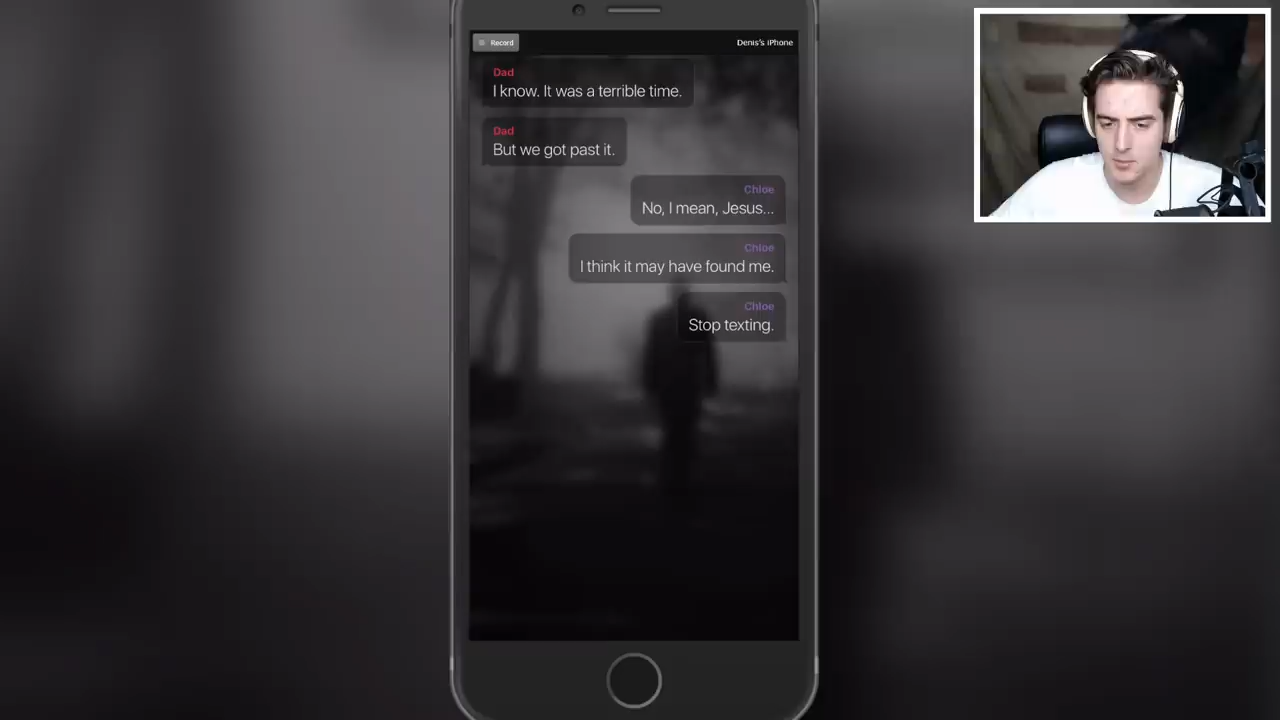 Record
Denis's iPhone
Dad
I know. It was a terrible time.
Dad
But we got past it.
Chloe
No, I mean, Jesus...
Chloe
I think it may have found me.
Chloe
Stop texting.